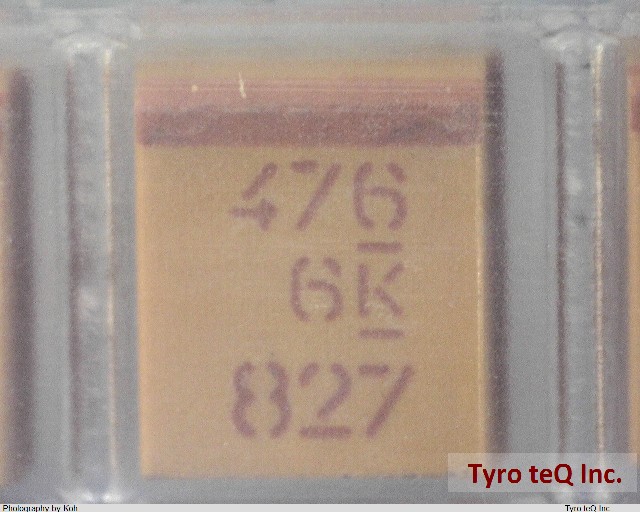 476
6K
827
Tyro teQ Inc.
Photography by Koh
Tyro teQ Inc.